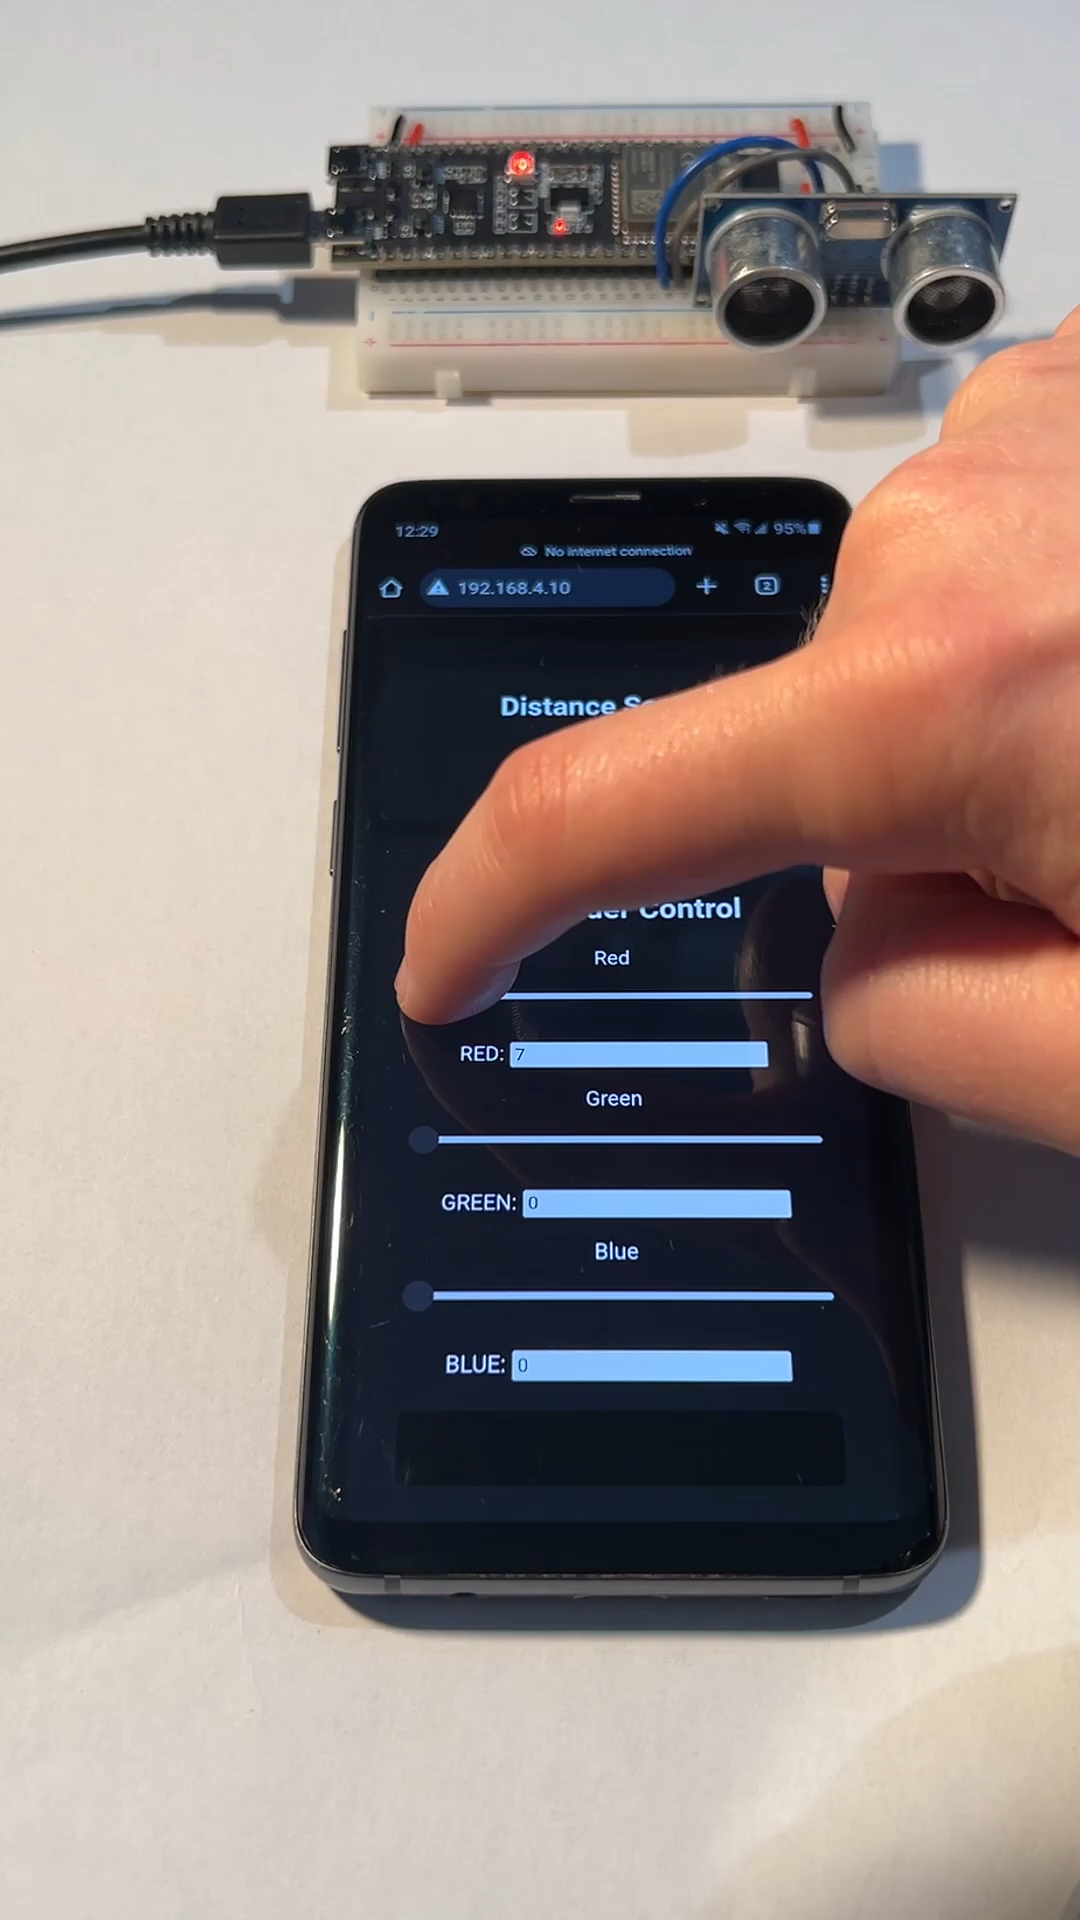 12:29
95%
No internet connection
192.168.4.10
2
Distance
Control
Red
RED: 7
Green
GREEN: 0
Blue
BLUE: 0